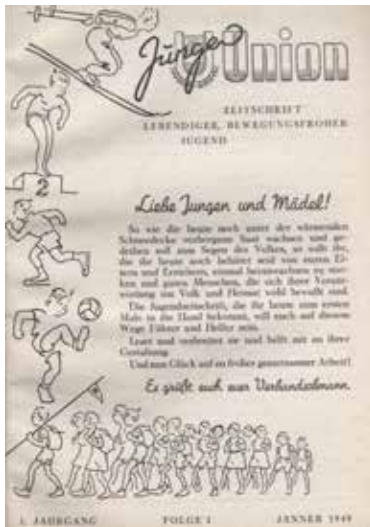 Junge Union
ZEITSCHRIFT
LEBENDIGER, BEWEGUNGSFROHER
JUGEND
2
Liebe Jungen und Mädel!
So wie die heute noch unter der wärmenden
Schneedecke verborgene Saat wachsen und ge-
deihen soll zum Segen des Volkes, so sollt ihr,
die ihr heute noch behütet seid von euren El-
tern und Erziehern, einmal heranwachsen zu star-
ken und guten Menschen, die sich ihrer Verant-
wortung um Volk und Heimat wohl bewußt sind.
Die Jugendzeitschrift, die ihr heute zum ersten
Male in die Hand bekommt, will euch auf diesem
Wege Führer und Helfer sein.
Leset und verbreitet sie und helft mit an ihrer
Gestaltung.
Und nun Glück auf zu froher gemeinsamer Arbeit!
Es grüßt euch euer Verbandsobmann.
1. JAHRGANG FOLGE 1 JÄNNER 1949